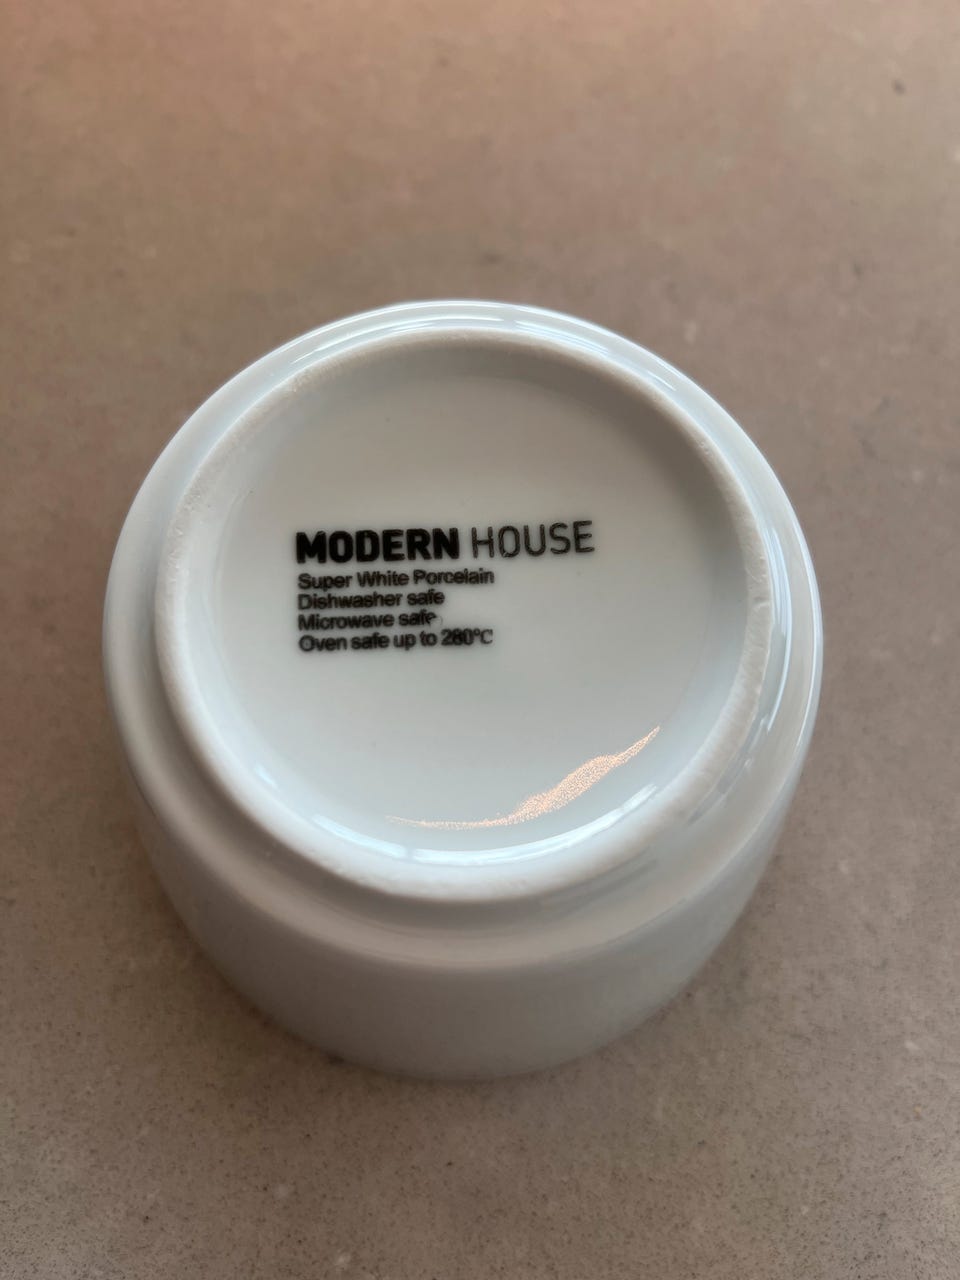 MODERN HOUSE
Super White Porcelain
Dishwasher safe
Microwave safe
Oven safe up to 280°C